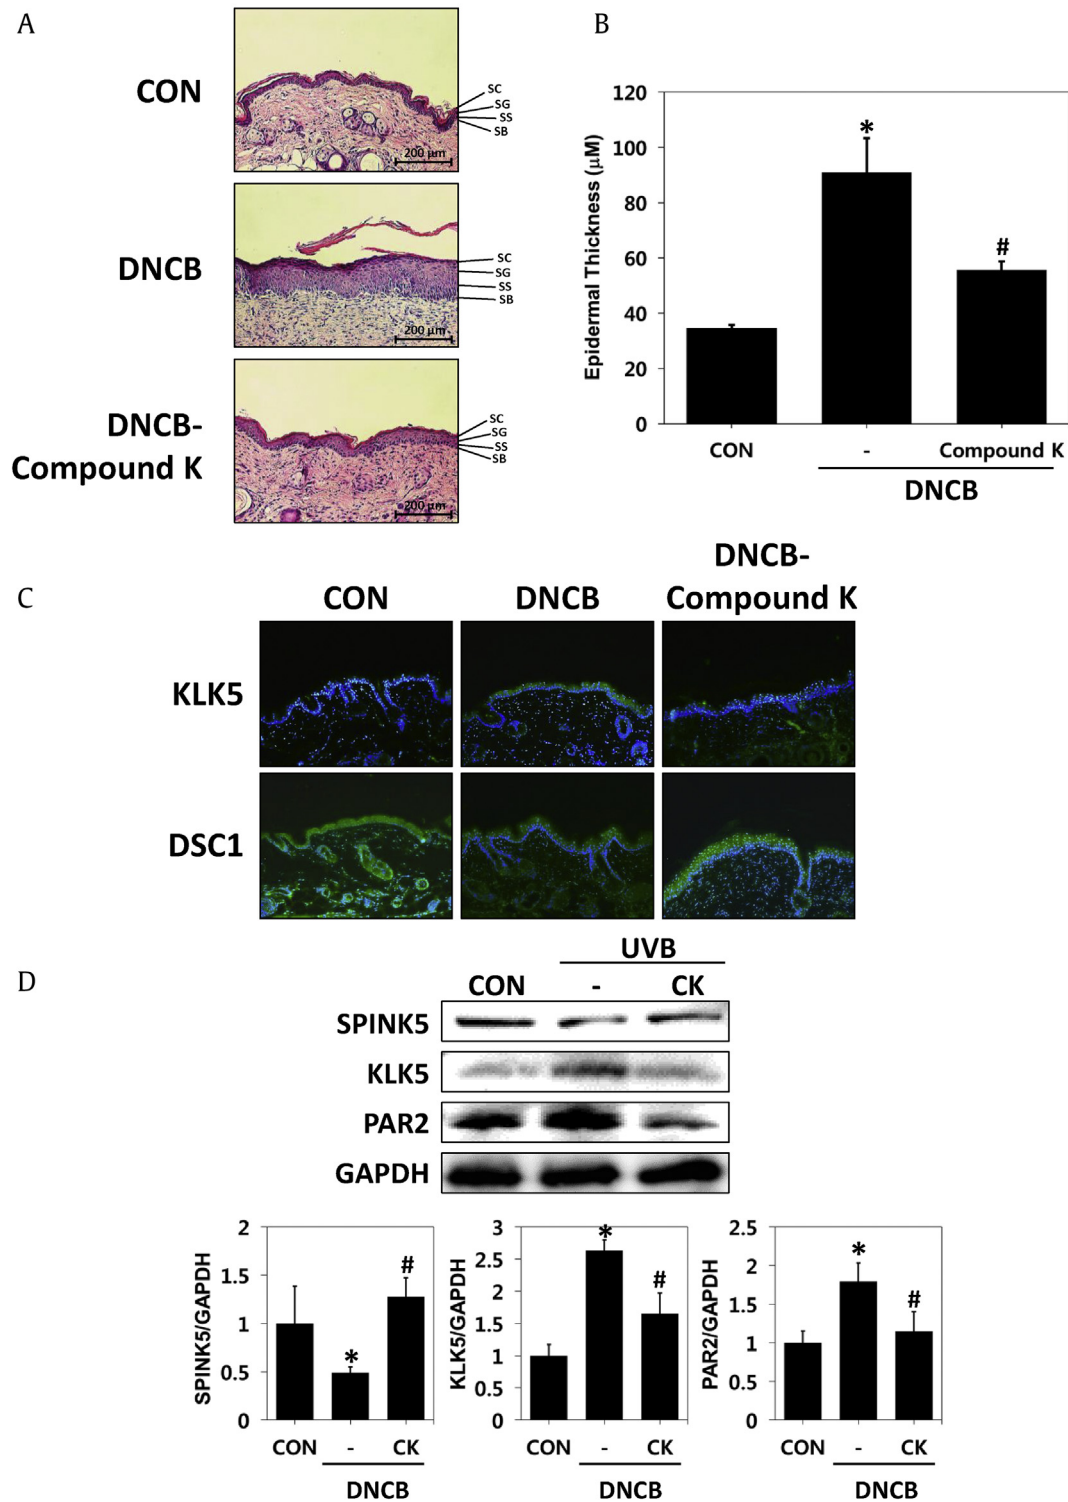 A
CON
SC
SG
SS
SB
200 µm
DNCB
SC
SG
SS
SB
200 µm
DNCB-
Compound K
SC
SG
SS
SB
200 µm
B
Epidermal Thickness (µM)
120
100
80
60
40
20
0
*
#
CON
-
Compound K
DNCB
C
CON
DNCB
DNCB-
Compound K
KLK5
DSC1
D
UVB
CON - CK
SPINK5
KLK5
PAR2
GAPDH
SPINK5/GAPDH
2
1.5
1
0.5
0
*
#
CON - CK
DNCB
KLK5/GAPDH
3
2.5
2
1.5
1
0.5
0
*
#
CON - CK
DNCB
PAR2/GAPDH
2.5
2
1.5
1
0.5
0
*
#
CON - CK
DNCB